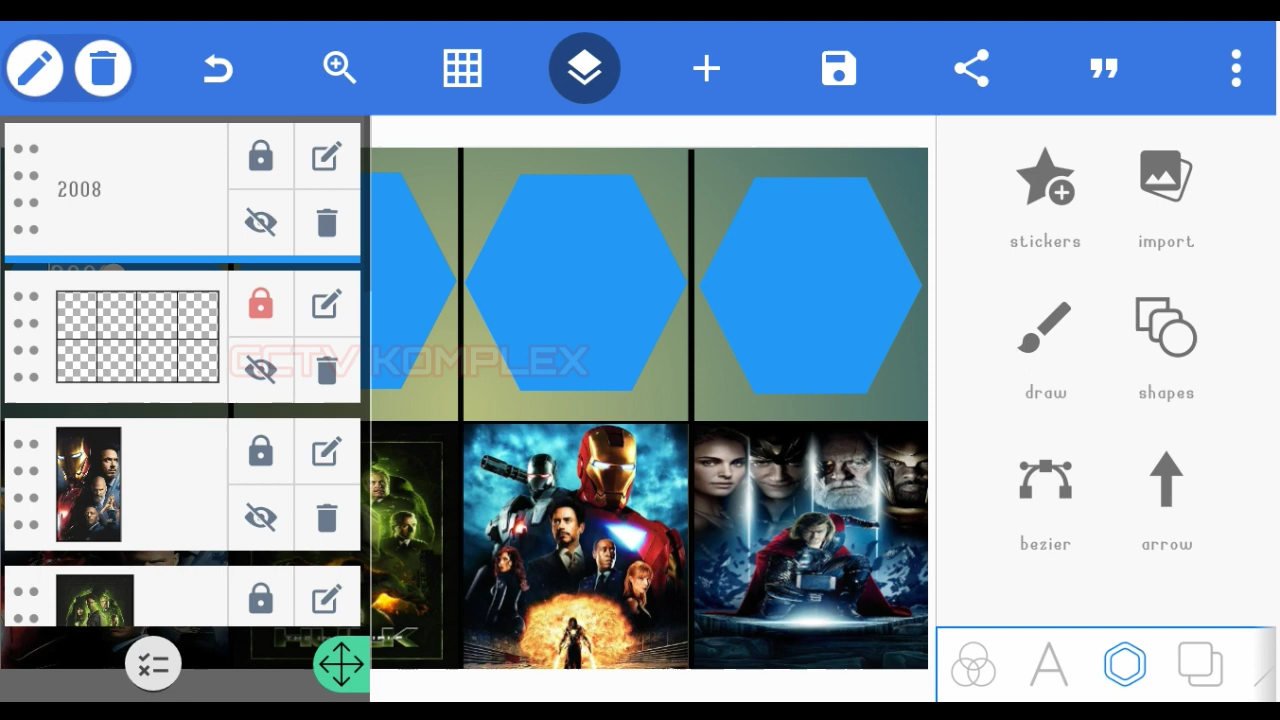 2008
CCTV KOMPLEX
stickers
import
draw
shapes
bezier
arrow